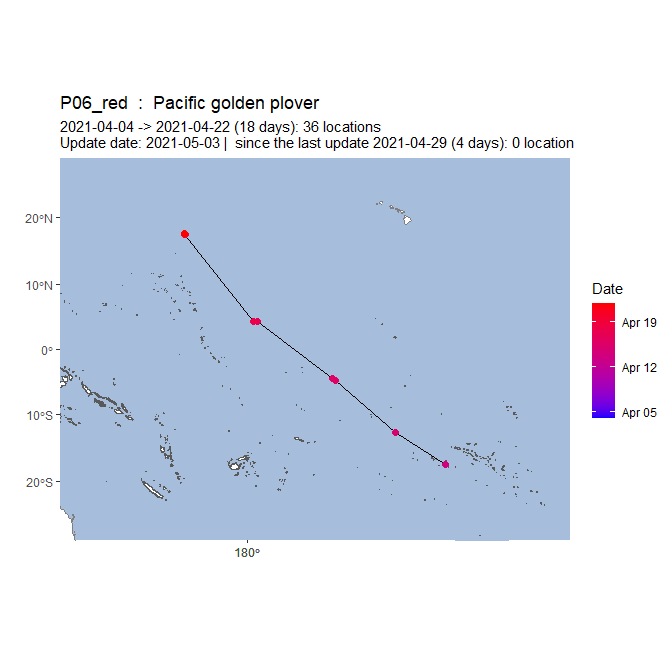 P06_red  :  Pacific golden plover
2021-04-04 -> 2021-04-22 (18 days): 36 locations
Update date: 2021-05-03 |  since the last update 2021-04-29 (4 days): 0 location
20°N
10°N
0°
10°S
20°S
180°
Date
Apr 19
Apr 12
Apr 05